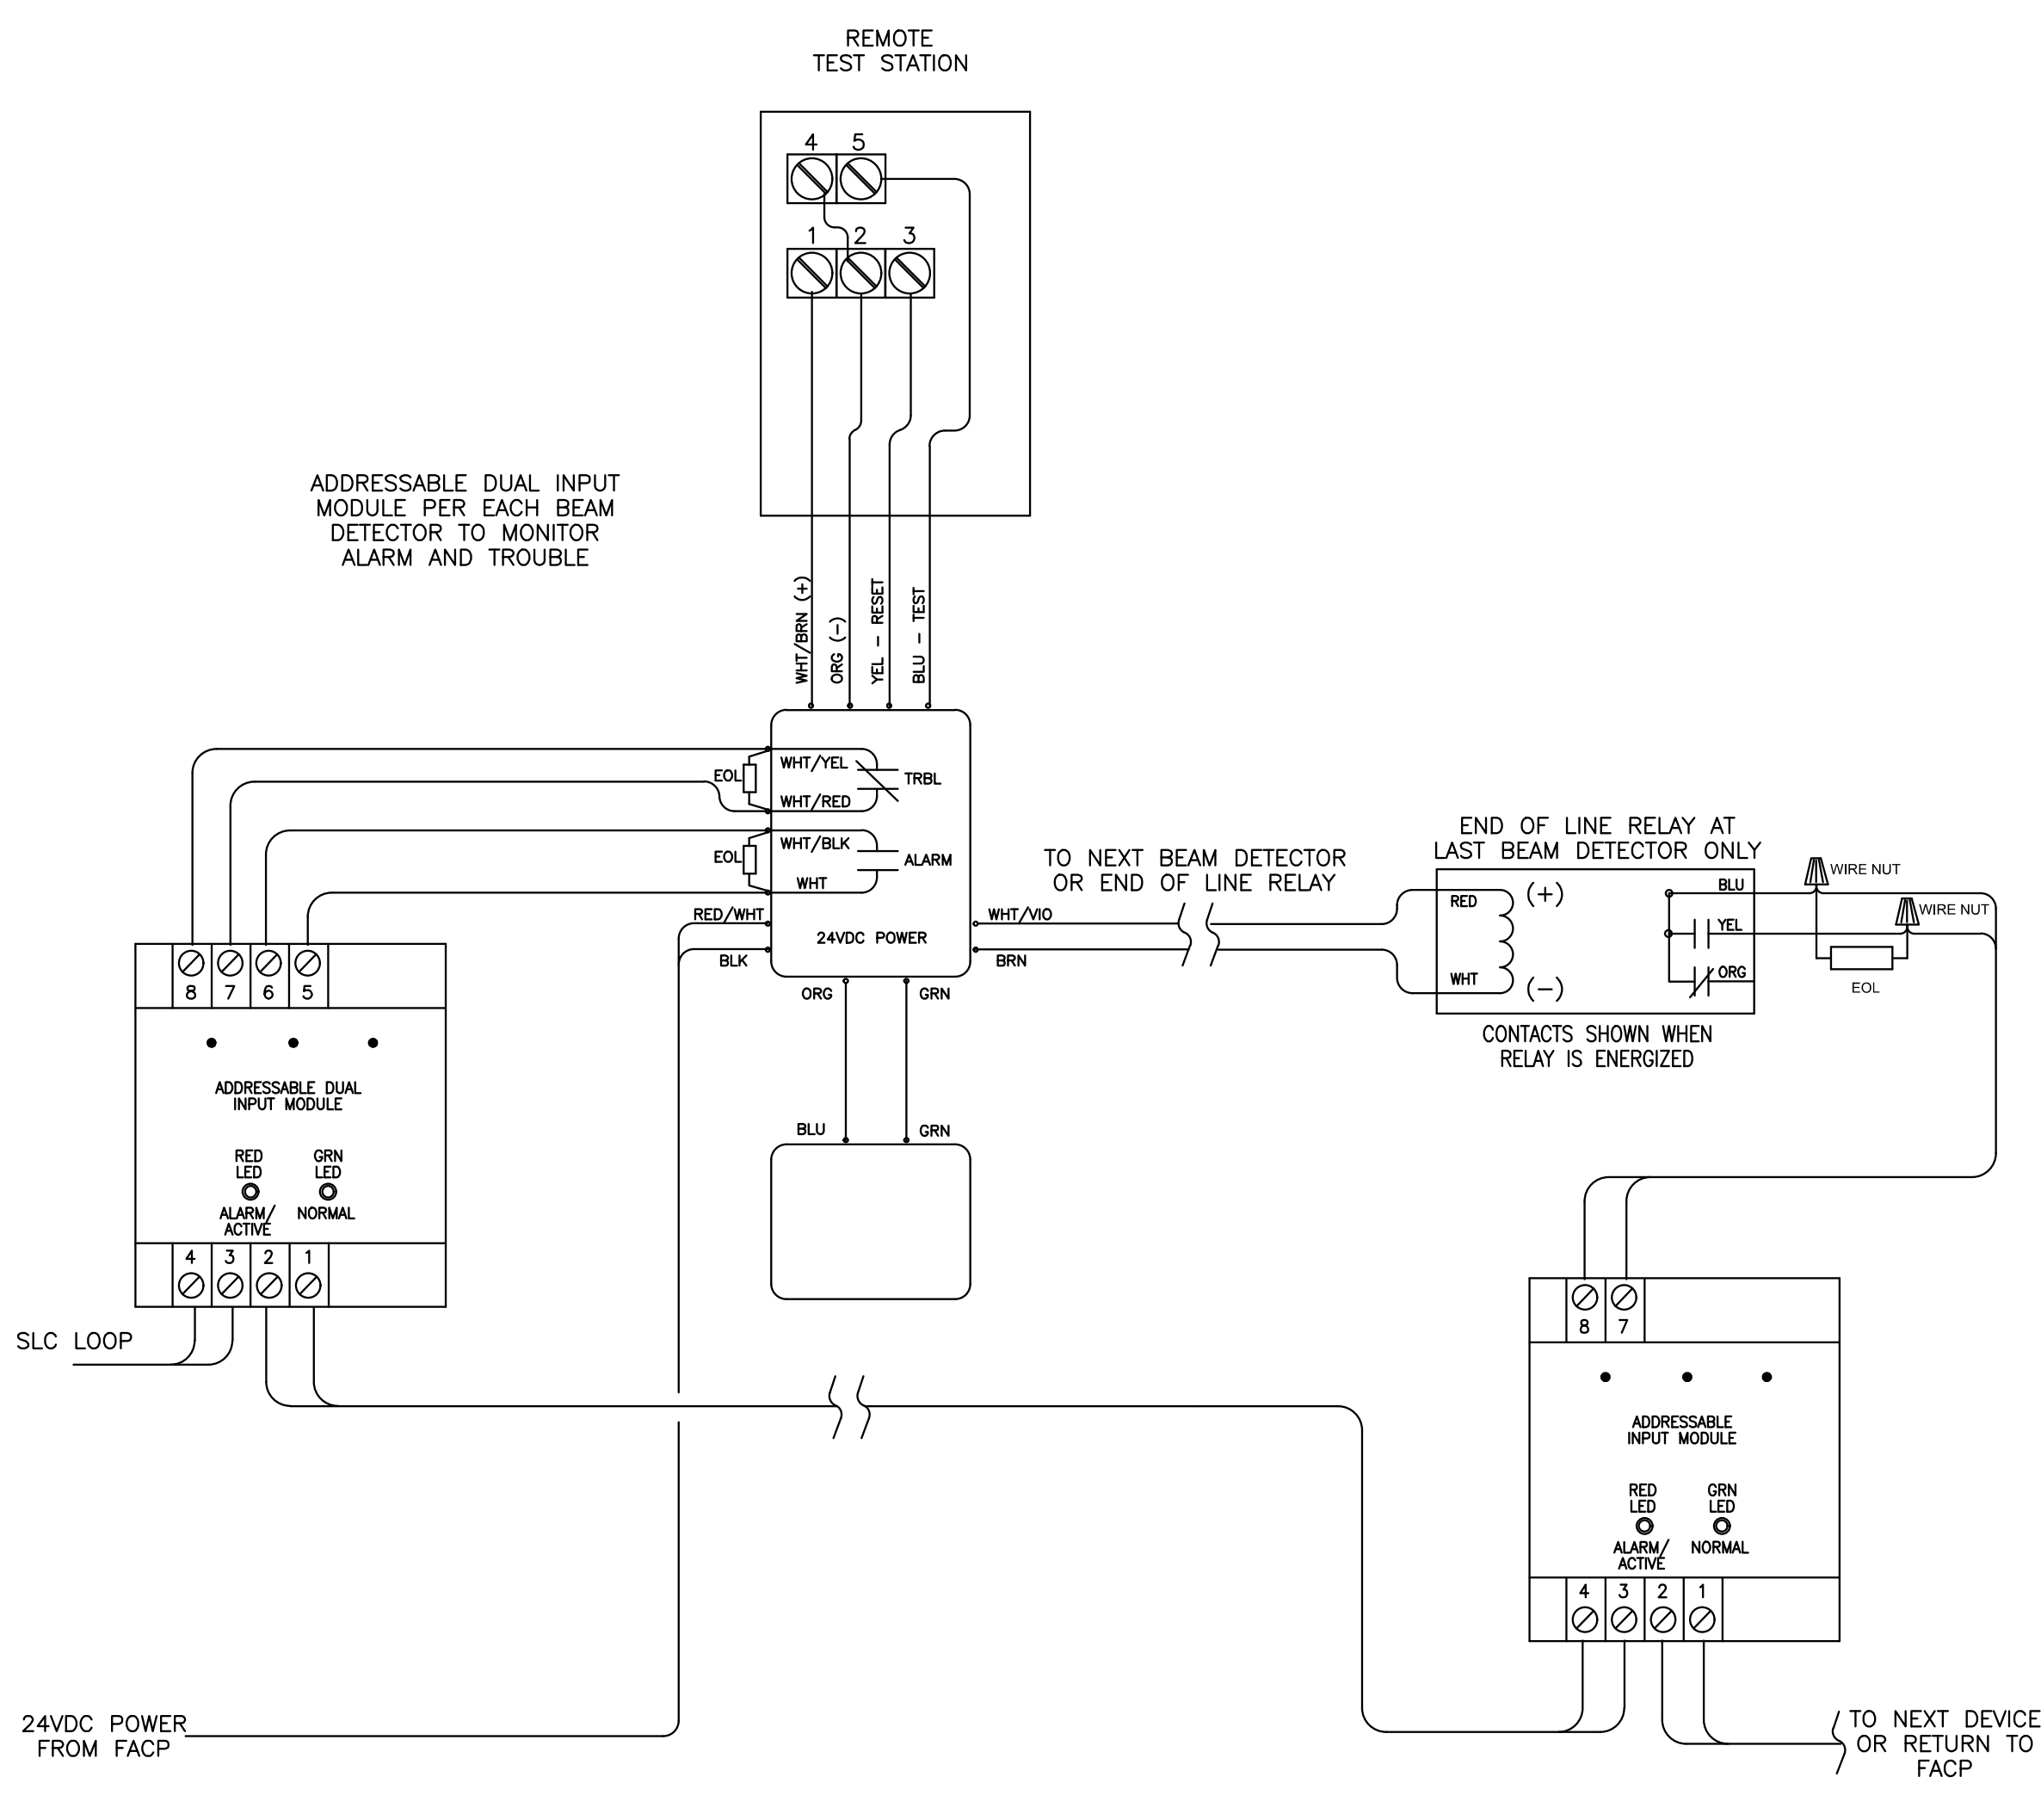 REMOTE
TEST STATION
4 5
1 2 3
ADDRESSABLE DUAL INPUT
MODULE PER EACH BEAM
DETECTOR TO MONITOR
ALARM AND TROUBLE
WHT/BRN (+)
ORG (-)
YEL - RESET
BLU - TEST
EOL
WHT/YEL
TRBL
WHT/RED
EOL
WHT/BLK
ALARM
WHT
RED/WHT
24VDC POWER
BLK
WHT/VIO
BRN
ORG
GRN
BLU
GRN
TO NEXT BEAM DETECTOR
OR END OF LINE RELAY
END OF LINE RELAY AT
LAST BEAM DETECTOR ONLY
RED
(+)
WHT
(-)
BLU
YEL
ORG
WIRE NUT
WIRE NUT
EOL
CONTACTS SHOWN WHEN
RELAY IS ENERGIZED
8 7 6 5
ADDRESSABLE DUAL
INPUT MODULE
RED
LED
GRN
LED
ALARM/
ACTIVE
NORMAL
4 3 2 1
SLC LOOP
8 7
ADDRESSABLE
INPUT MODULE
RED
LED
GRN
LED
ALARM/
ACTIVE
NORMAL
4 3 2 1
24VDC POWER
FROM FACP
TO NEXT DEVICE
OR RETURN TO
FACP